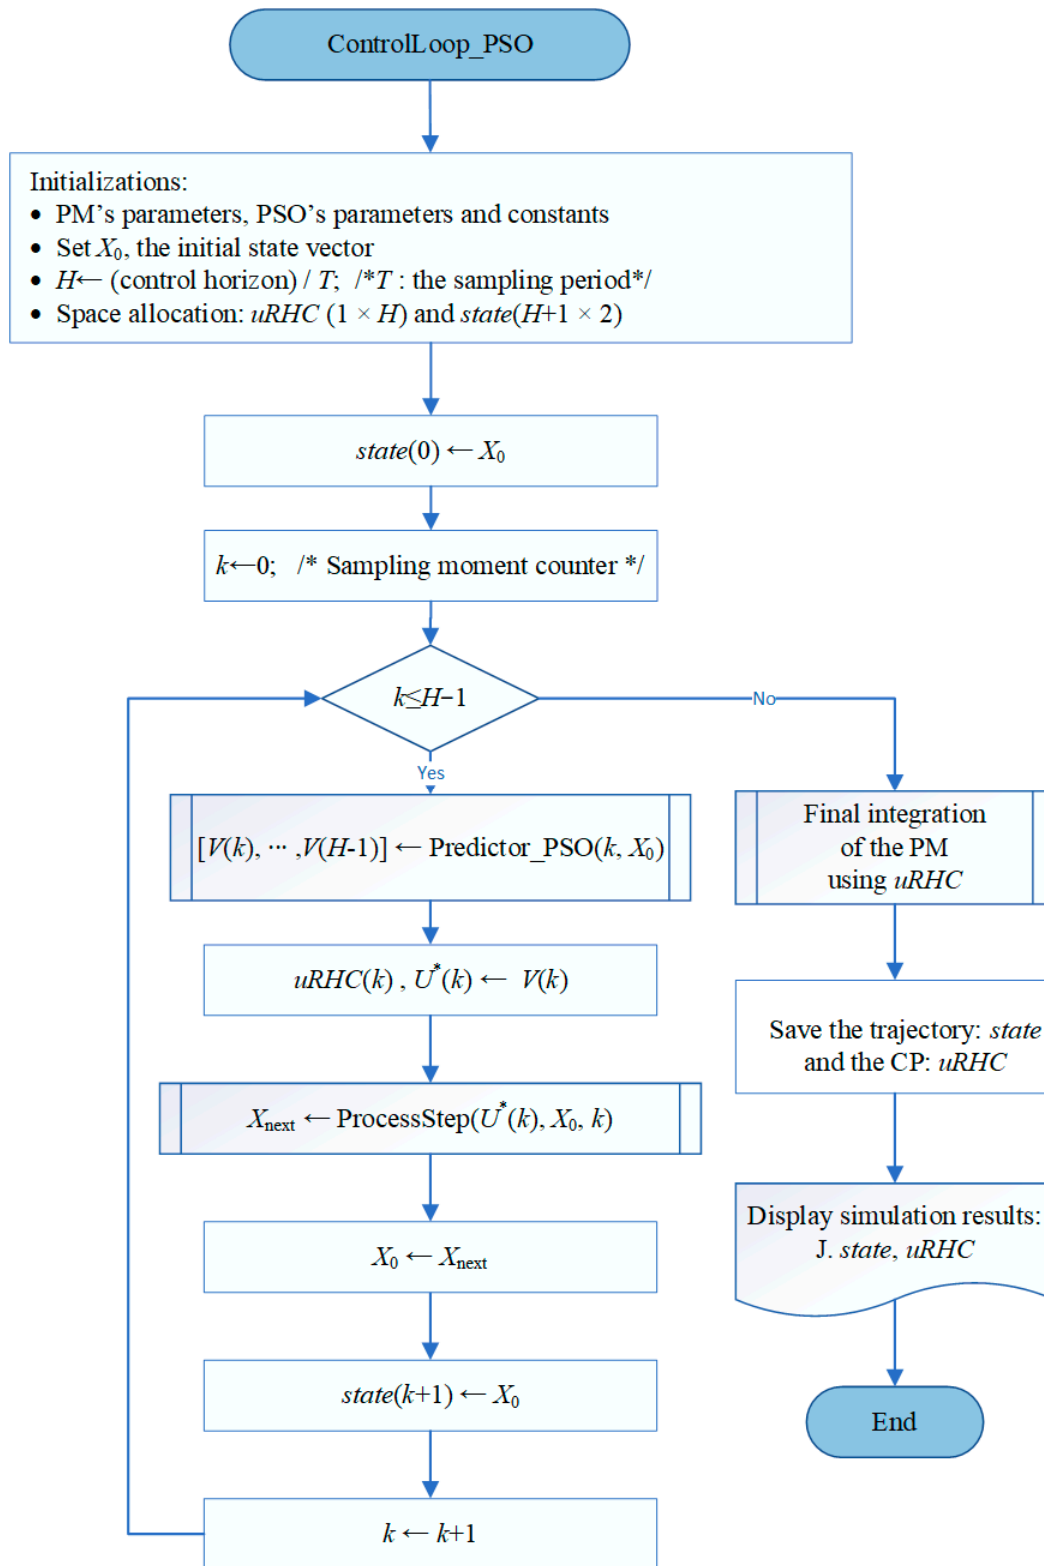 ControlLoop_PSO
Initializations:
• PM's parameters, PSO's parameters and constants
• Set X₀, the initial state vector
• H← (control horizon) / T;  /*T : the sampling period*/
• Space allocation: uRHC (1 × H) and state(H+1 × 2)
state(0) ← X₀
k←0;  /* Sampling moment counter */
k≤H−1
No
Yes
[V(k), ··· ,V(H-1)] ← Predictor_PSO(k, X₀)
uRHC(k) , U*(k) ← V(k)
X_next ← ProcessStep(U*(k), X₀, k)
X₀ ← X_next
state(k+1) ← X₀
k ← k+1
Final integration
of the PM
using uRHC
Save the trajectory: state
and the CP: uRHC
Display simulation results:
J. state, uRHC
End